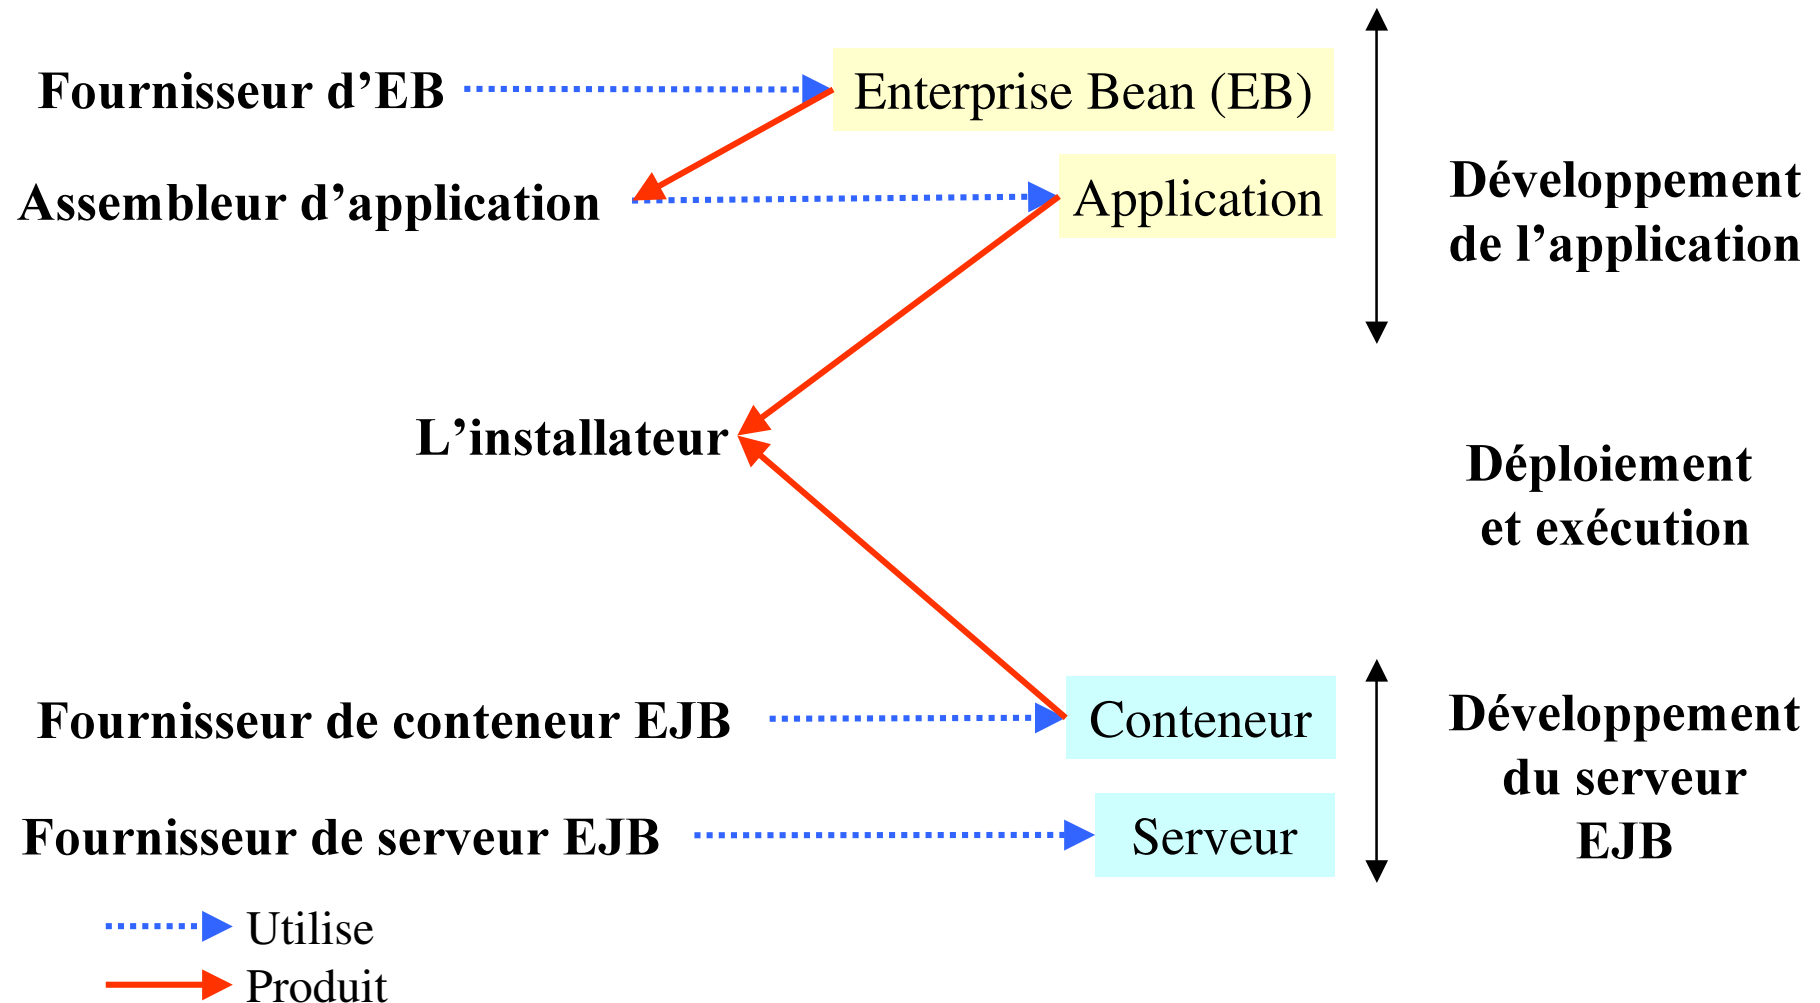 Fournisseur d’EB
Enterprise Bean (EB)
Assembleur d’application
Application
Développement
de l’application
L’installateur
Déploiement
et exécution
Fournisseur de conteneur EJB
Conteneur
Fournisseur de serveur EJB
Serveur
Développement
du serveur
EJB
Utilise
Produit